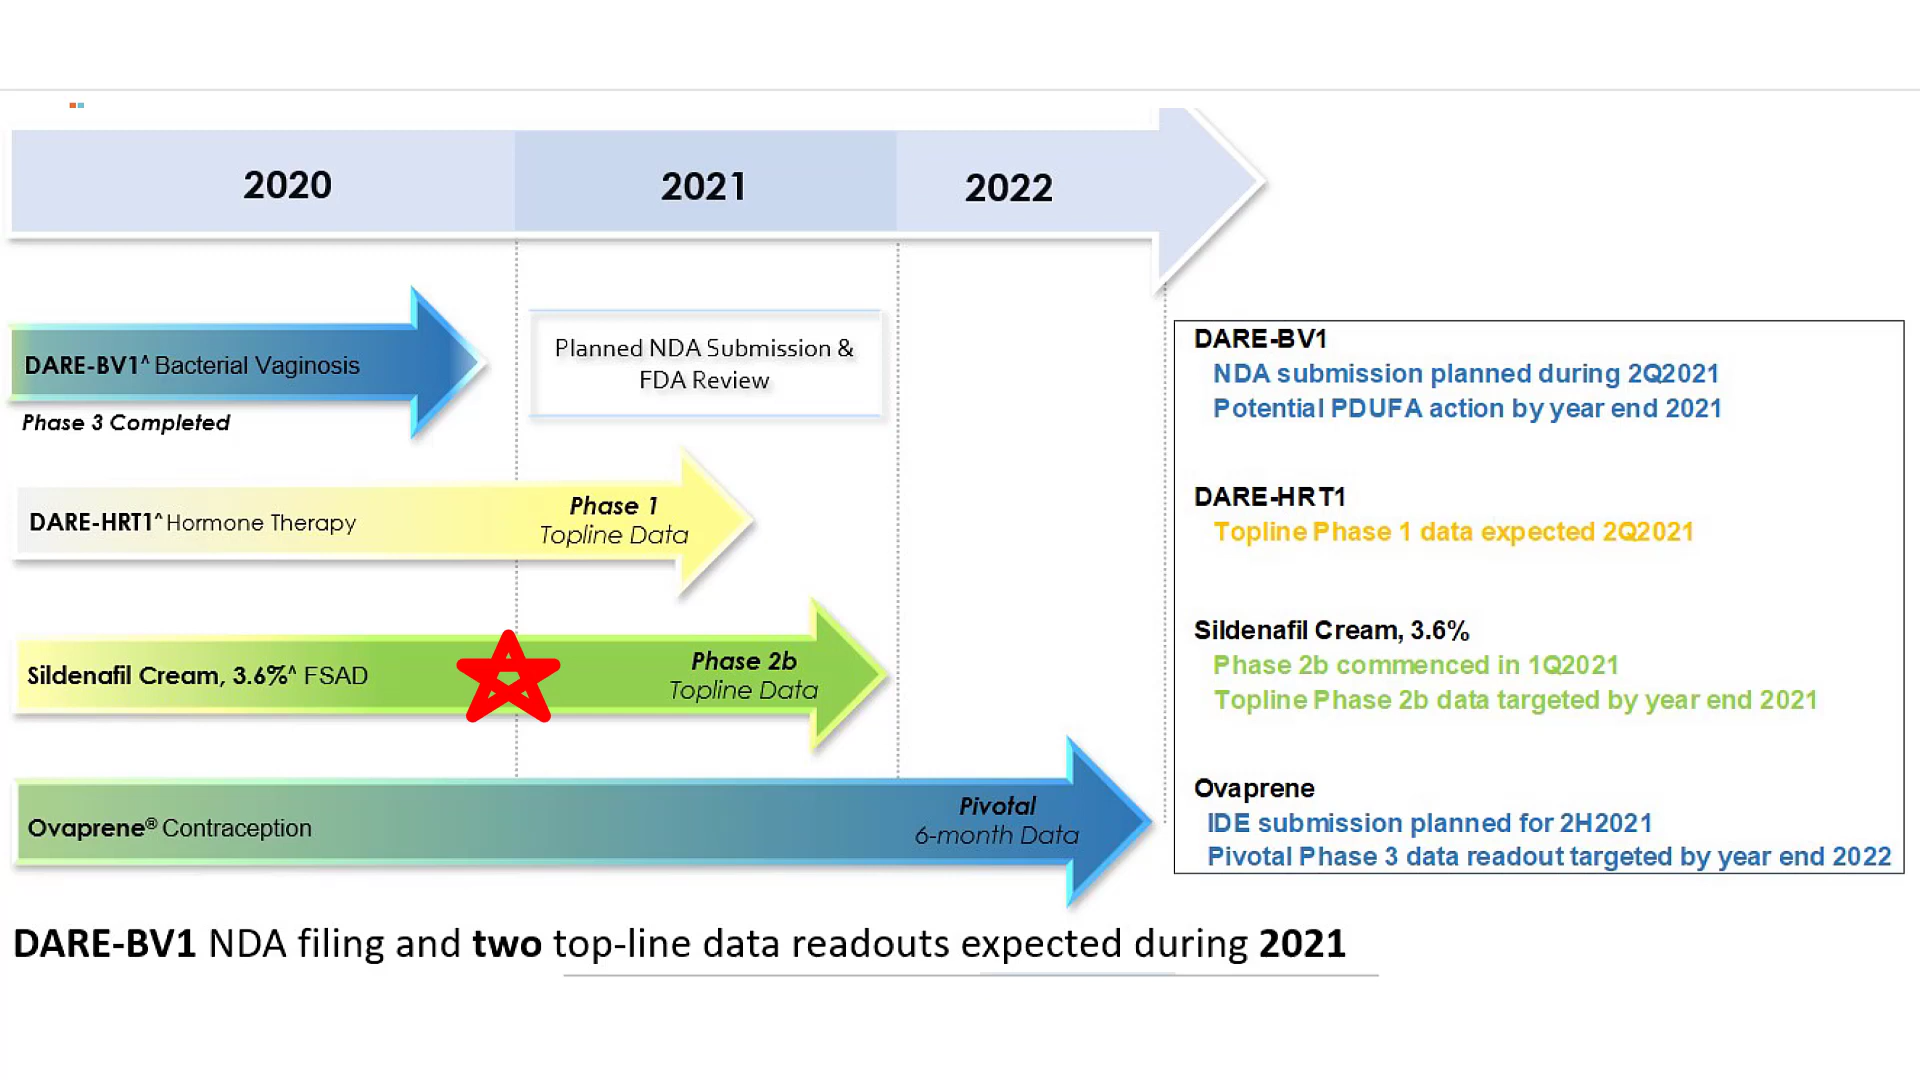 2020
2021
2022
DARE-BV1^ Bacterial Vaginosis
Phase 3 Completed
Planned NDA Submission &
FDA Review
DARE-HRT1^ Hormone Therapy
Phase 1
Topline Data
Sildenafil Cream, 3.6%^ FSAD
Phase 2b
Topline Data
Ovaprene® Contraception
Pivotal
6-month Data
DARE-BV1
NDA submission planned during 2Q2021
Potential PDUFA action by year end 2021
DARE-HRT1
Topline Phase 1 data expected 2Q2021
Sildenafil Cream, 3.6%
Phase 2b commenced in 1Q2021
Topline Phase 2b data targeted by year end 2021
Ovaprene
IDE submission planned for 2H2021
Pivotal Phase 3 data readout targeted by year end 2022
DARE-BV1 NDA filing and two top-line data readouts expected during 2021